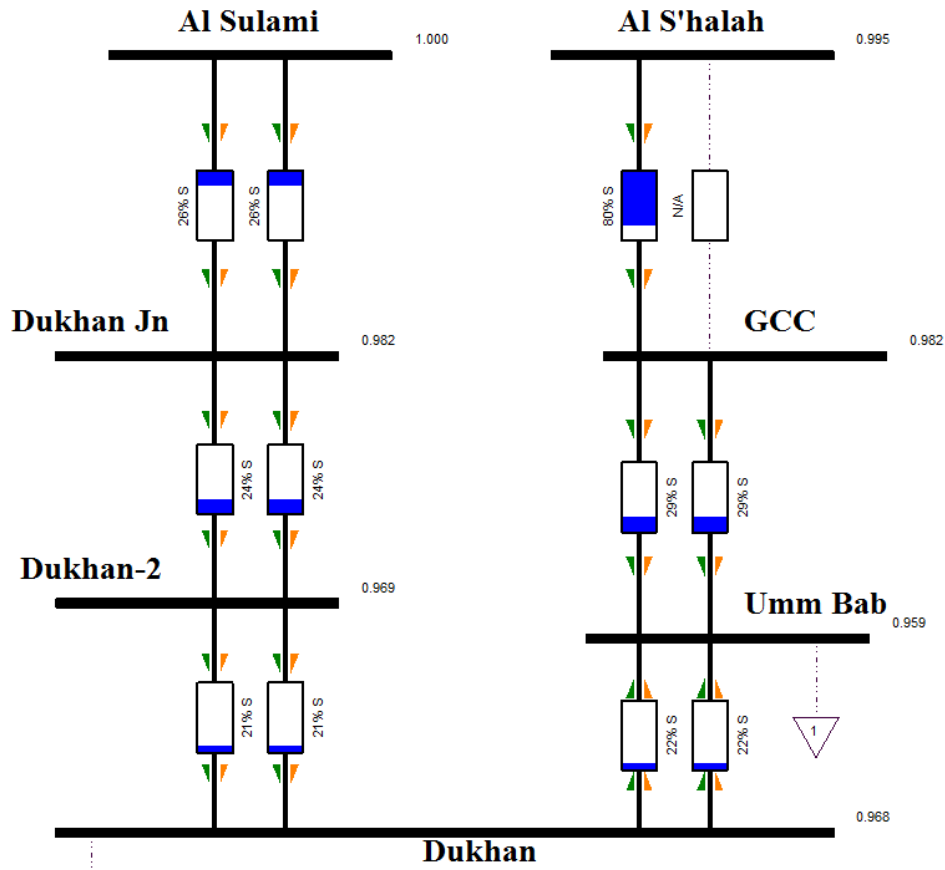 Al Sulami
Al S'halah
1.000
0.995
26% S
26% S
80% S
N/A
Dukhan Jn
0.982
GCC
0.982
24% S
24% S
29% S
29% S
Dukhan-2
0.969
Umm Bab
0.959
21% S
21% S
22% S
22% S
1
0.968
Dukhan